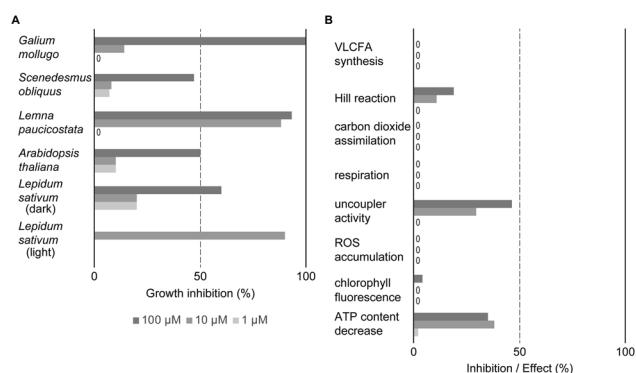 A
Galium
mollugo
0
Scenedesmus
obliquus
Lemna
paucicostata
0
Arabidopsis
thaliana
Lepidum
sativum
(dark)
Lepidum
sativum
(light)
0 50 100
Growth inhibition (%)
100 µM 10 µM 1 µM
B
VLCFA
synthesis
0
0
0
Hill reaction
0
carbon dioxide
assimilation
0
0
0
respiration
0
0
0
uncoupler
activity
0
ROS
accumulation
0
0
0
chlorophyll
fluorescence
0
0
ATP content
decrease
0 50 100
Inhibition / Effect (%)